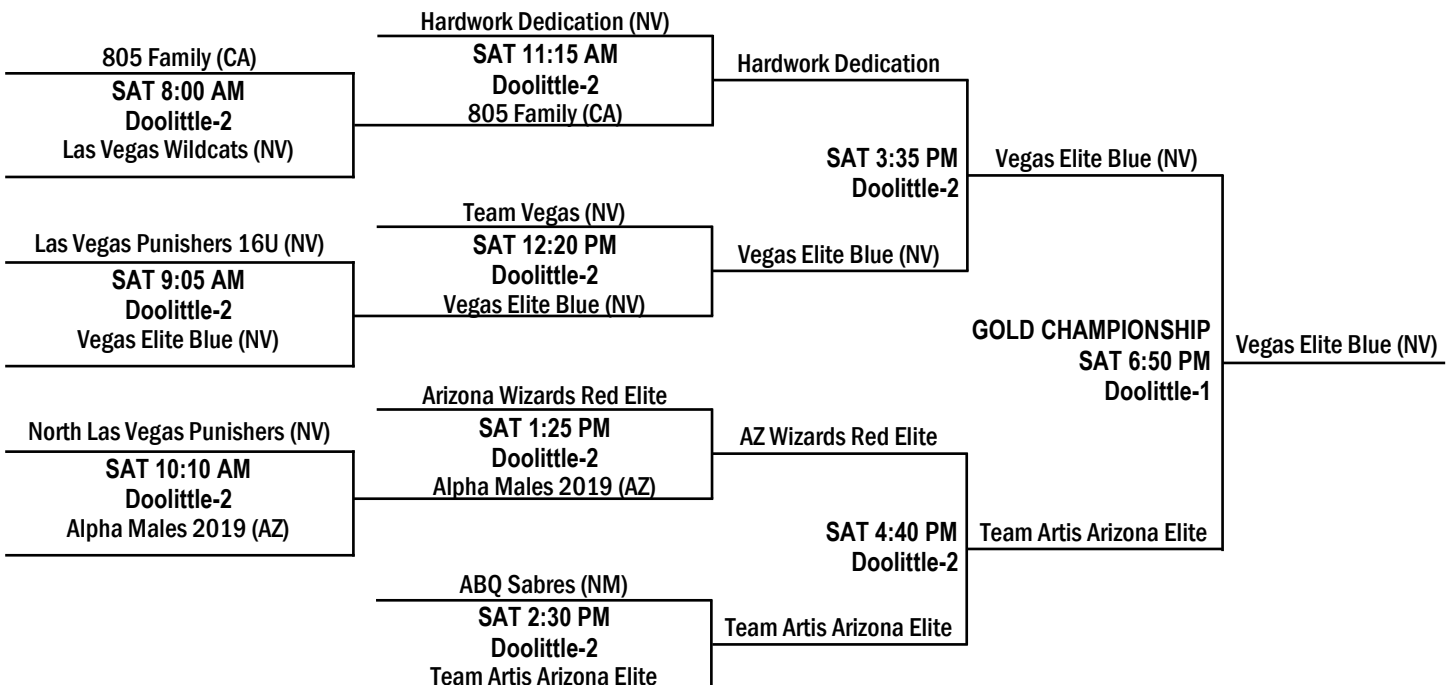 Hardwork Dedication (NV)
805 Family (CA)
SAT 11:15 AM
Hardwork Dedication
SAT 8:00 AM
Doolittle-2
Doolittle-2
805 Family (CA)
Las Vegas Wildcats (NV)
SAT 3:35 PM
Vegas Elite Blue (NV)
Doolittle-2
Team Vegas (NV)
Las Vegas Punishers 16U (NV)
SAT 12:20 PM
Vegas Elite Blue (NV)
SAT 9:05 AM
Doolittle-2
Doolittle-2
Vegas Elite Blue (NV)
Vegas Elite Blue (NV)
GOLD CHAMPIONSHIP
SAT 6:50 PM
Vegas Elite Blue (NV)
Doolittle-1
Arizona Wizards Red Elite
North Las Vegas Punishers (NV)
SAT 1:25 PM
AZ Wizards Red Elite
SAT 10:10 AM
Doolittle-2
Doolittle-2
Alpha Males 2019 (AZ)
Alpha Males 2019 (AZ)
SAT 4:40 PM
Team Artis Arizona Elite
Doolittle-2
ABQ Sabres (NM)
SAT 2:30 PM
Team Artis Arizona Elite
Doolittle-2
Team Artis Arizona Elite